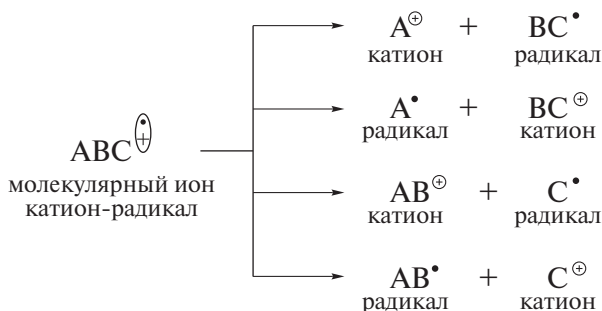 A⊕ + BC•
катион радикал
A• + BC⊕
радикал катион
ABC•+
молекулярный ион
катион-радикал
AB⊕ + C•
катион радикал
AB• + C⊕
радикал катион